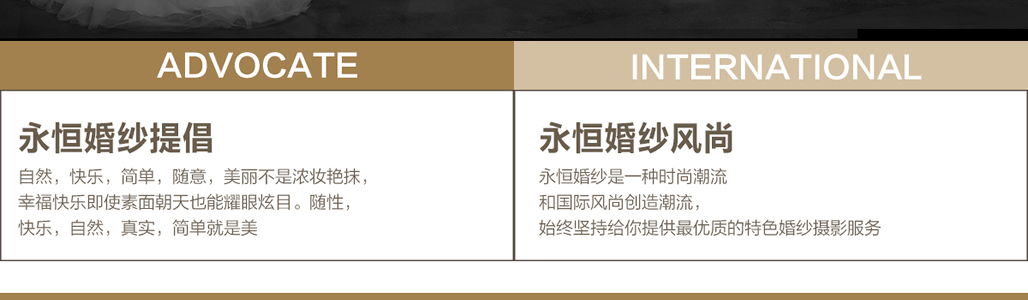 ADVOCATE
永恒婚纱提倡
自然，快乐，简单，随意，美丽不是浓妆艳抹，
幸福快乐即使素面朝天也能耀眼炫目。随性，
快乐，自然，真实，简单就是美
INTERNATIONAL
永恒婚纱风尚
永恒婚纱是一种时尚潮流
和国际风尚创造潮流，
始终坚持给你提供最优质的特色婚纱摄影服务